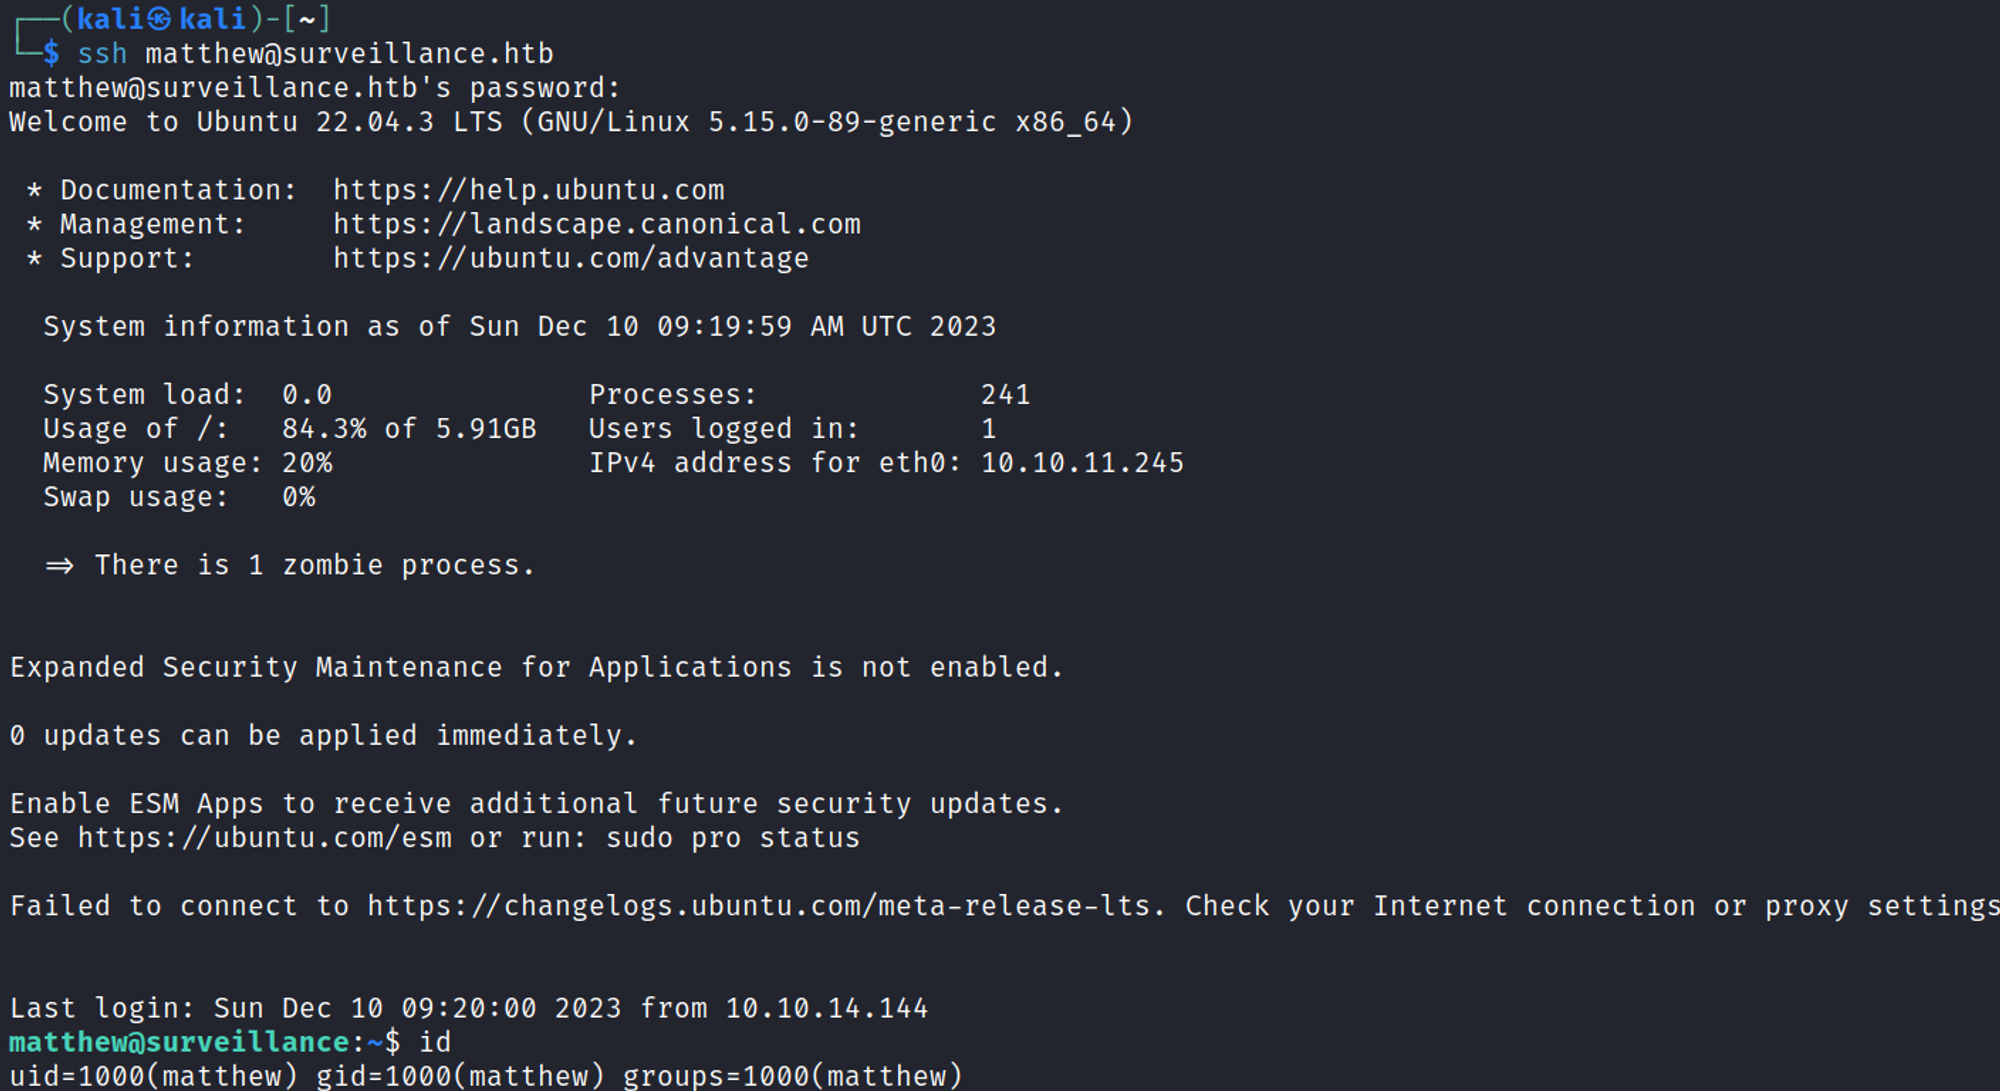 ┌──(kali㉿kali)-[~]
└─$ ssh matthew@surveillance.htb
matthew@surveillance.htb's password:
Welcome to Ubuntu 22.04.3 LTS (GNU/Linux 5.15.0-89-generic x86_64)
* Documentation:  https://help.ubuntu.com
* Management:     https://landscape.canonical.com
* Support:        https://ubuntu.com/advantage
System information as of Sun Dec 10 09:19:59 AM UTC 2023
System load:  0.0               Processes:             241
Usage of /:   84.3% of 5.91GB   Users logged in:       1
Memory usage: 20%               IPv4 address for eth0: 10.10.11.245
Swap usage:   0%
=> There is 1 zombie process.
Expanded Security Maintenance for Applications is not enabled.
0 updates can be applied immediately.
Enable ESM Apps to receive additional future security updates.
See https://ubuntu.com/esm or run: sudo pro status
Failed to connect to https://changelogs.ubuntu.com/meta-release-lts. Check your Internet connection or proxy settings
Last login: Sun Dec 10 09:20:00 2023 from 10.10.14.144
matthew@surveillance:~$ id
uid=1000(matthew) gid=1000(matthew) groups=1000(matthew)